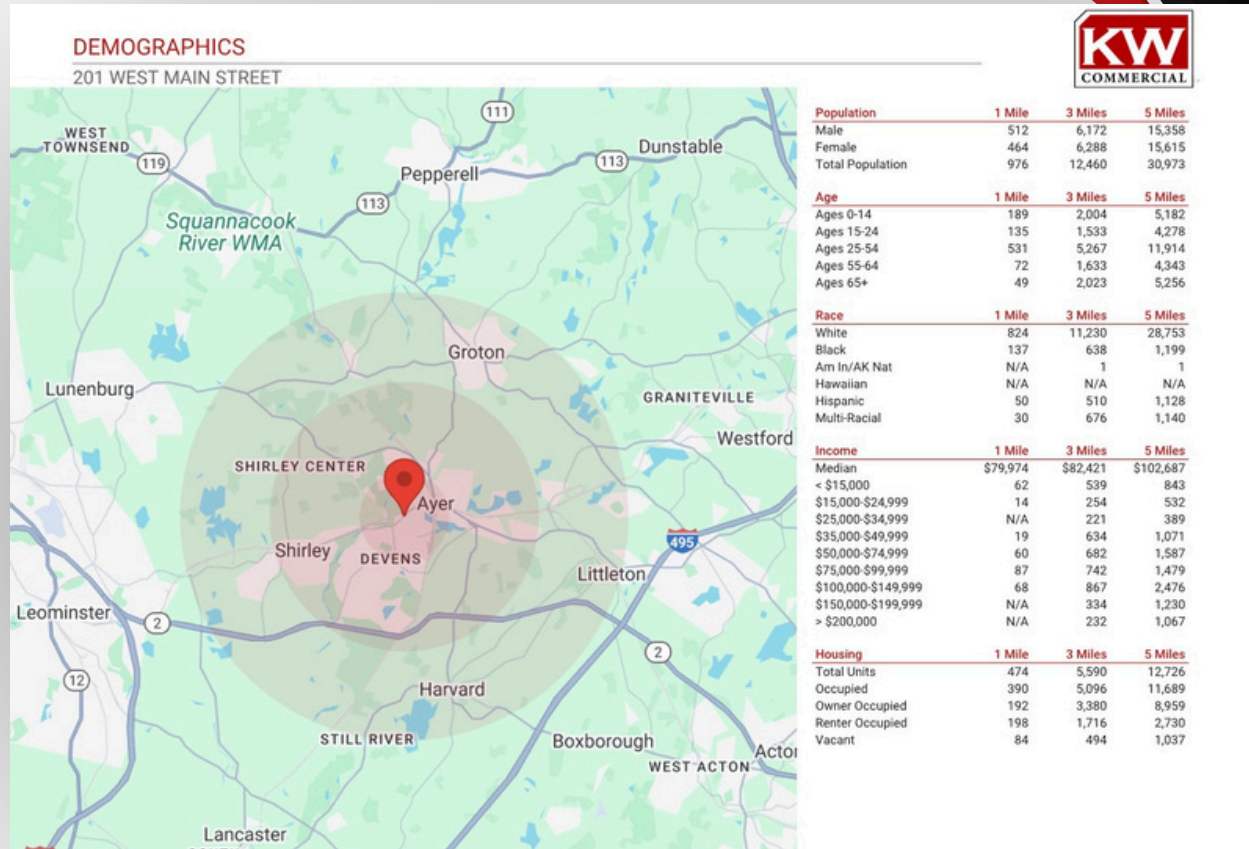 DEMOGRAPHICS
201 WEST MAIN STREET
KW
COMMERCIAL
111
WEST
TOWNSEND
119
Dunstable
113
Pepperell
113
Squannacook
River WMA
Groton
Lunenburg
GRANITEVILLE
Westford
SHIRLEY CENTER
Ayer
495
Shirley
DEVENS
Littleton
Leominster
2
2
12
Harvard
STILL RIVER
Boxborough
Acton
WEST ACTON
Lancaster
Population 1 Mile 3 Miles 5 Miles
Male 512 6,172 15,358
Female 464 6,288 15,615
Total Population 976 12,460 30,973
Age 1 Mile 3 Miles 5 Miles
Ages 0-14 189 2,004 5,182
Ages 15-24 135 1,533 4,278
Ages 25-54 531 5,267 11,914
Ages 55-64 72 1,633 4,343
Ages 65+ 49 2,023 5,256
Race 1 Mile 3 Miles 5 Miles
White 824 11,230 28,753
Black 137 638 1,199
Am In/AK Nat N/A 1 1
Hawaiian N/A N/A N/A
Hispanic 50 510 1,128
Multi-Racial 30 676 1,140
Income 1 Mile 3 Miles 5 Miles
Median $79,974 $82,421 $102,687
< $15,000 62 539 843
$15,000-$24,999 14 254 532
$25,000-$34,999 N/A 221 389
$35,000-$49,999 19 634 1,071
$50,000-$74,999 60 682 1,587
$75,000-$99,999 87 742 1,479
$100,000-$149,999 68 867 2,476
$150,000-$199,999 N/A 334 1,230
> $200,000 N/A 232 1,067
Housing 1 Mile 3 Miles 5 Miles
Total Units 474 5,590 12,726
Occupied 390 5,096 11,689
Owner Occupied 192 3,380 8,959
Renter Occupied 198 1,716 2,730
Vacant 84 494 1,037